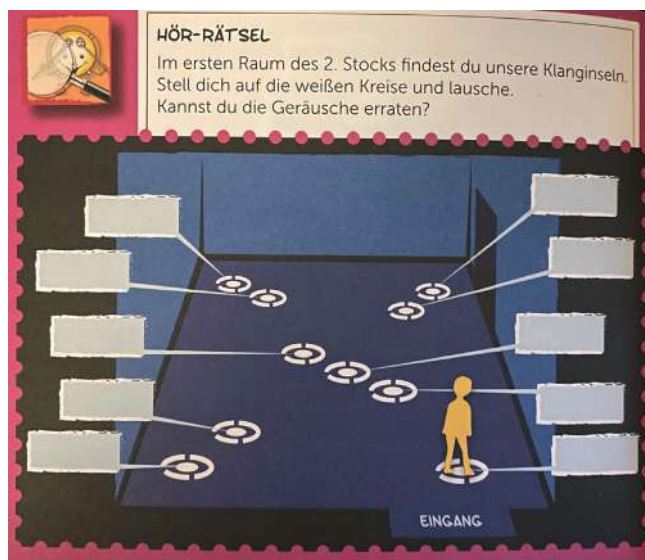 HÖR-RÄTSEL
Im ersten Raum des 2. Stocks findest du unsere Klanginseln.
Stell dich auf die weißen Kreise und lausche.
Kannst du die Geräusche erraten?
EINGANG